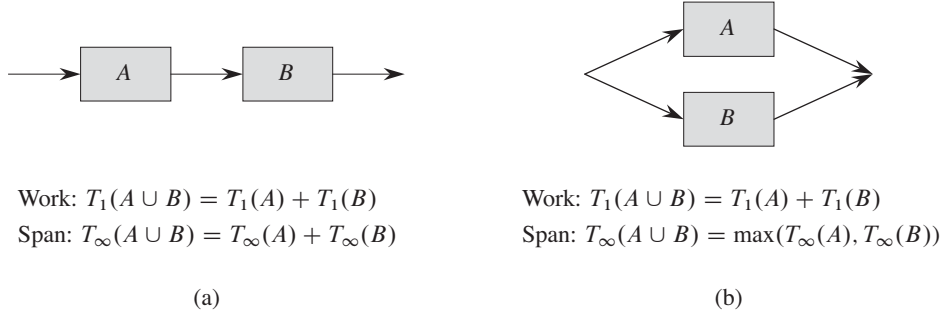 A
B
Work: T₁(A ∪ B) = T₁(A) + T₁(B)
Span: T∞(A ∪ B) = T∞(A) + T∞(B)
(a)
A
B
Work: T₁(A ∪ B) = T₁(A) + T₁(B)
Span: T∞(A ∪ B) = max(T∞(A), T∞(B))
(b)